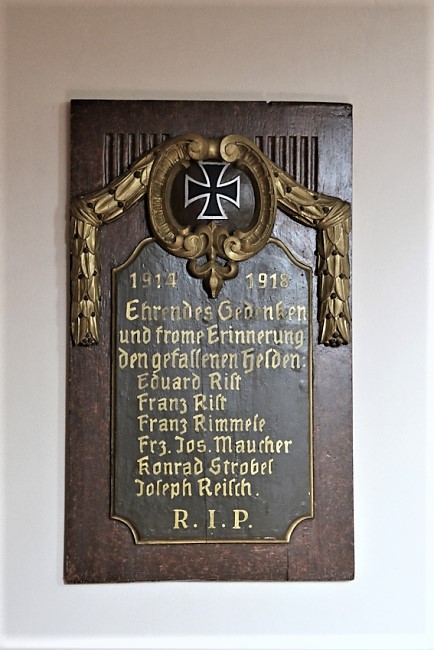 1914 1918
Ehrendes Gedenken
und frome Erinnerung
den gefallenen Helden:
Eduard Rist
Franz Rist
Franz Rimmele
Frz. Jos. Maucher
Konrad Strobel
Joseph Reisch.
R.I.P.